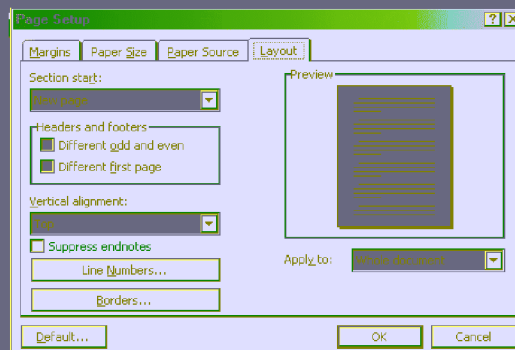 Page Setup
Margins Paper Size Paper Source Layout
Section start:
New page
Headers and footers
Different odd and even
Different first page
Vertical alignment:
Top
Suppress endnotes
Line Numbers...
Borders...
Preview
Apply to: Whole document
Default... OK Cancel